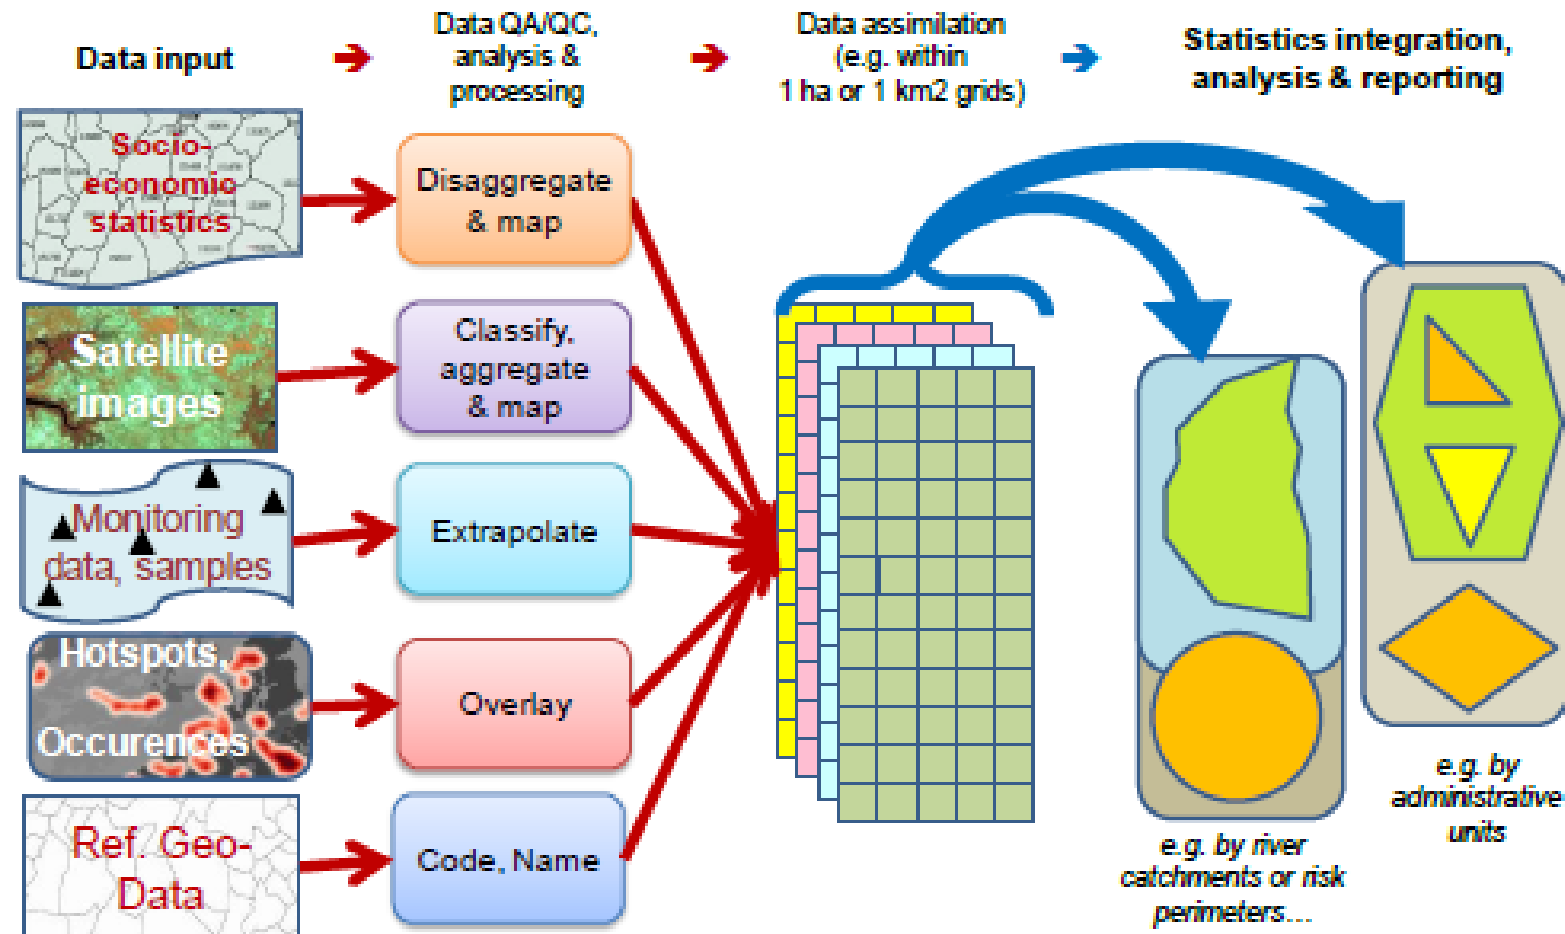 Data input
Data QA/QC,
analysis &
processing
Data assimilation
(e.g. within
1 ha or 1 km2 grids)
Statistics integration,
analysis & reporting
Socio-
economic
statistics
Disaggregate
& map
Satellite
images
Classify,
aggregate
& map
Monitoring
data, samples
Extrapolate
Hotspots,
Occurences
Overlay
Ref. Geo-
Data
Code, Name
e.g. by river
catchments or risk
perimeters...
e.g. by
administrative
units